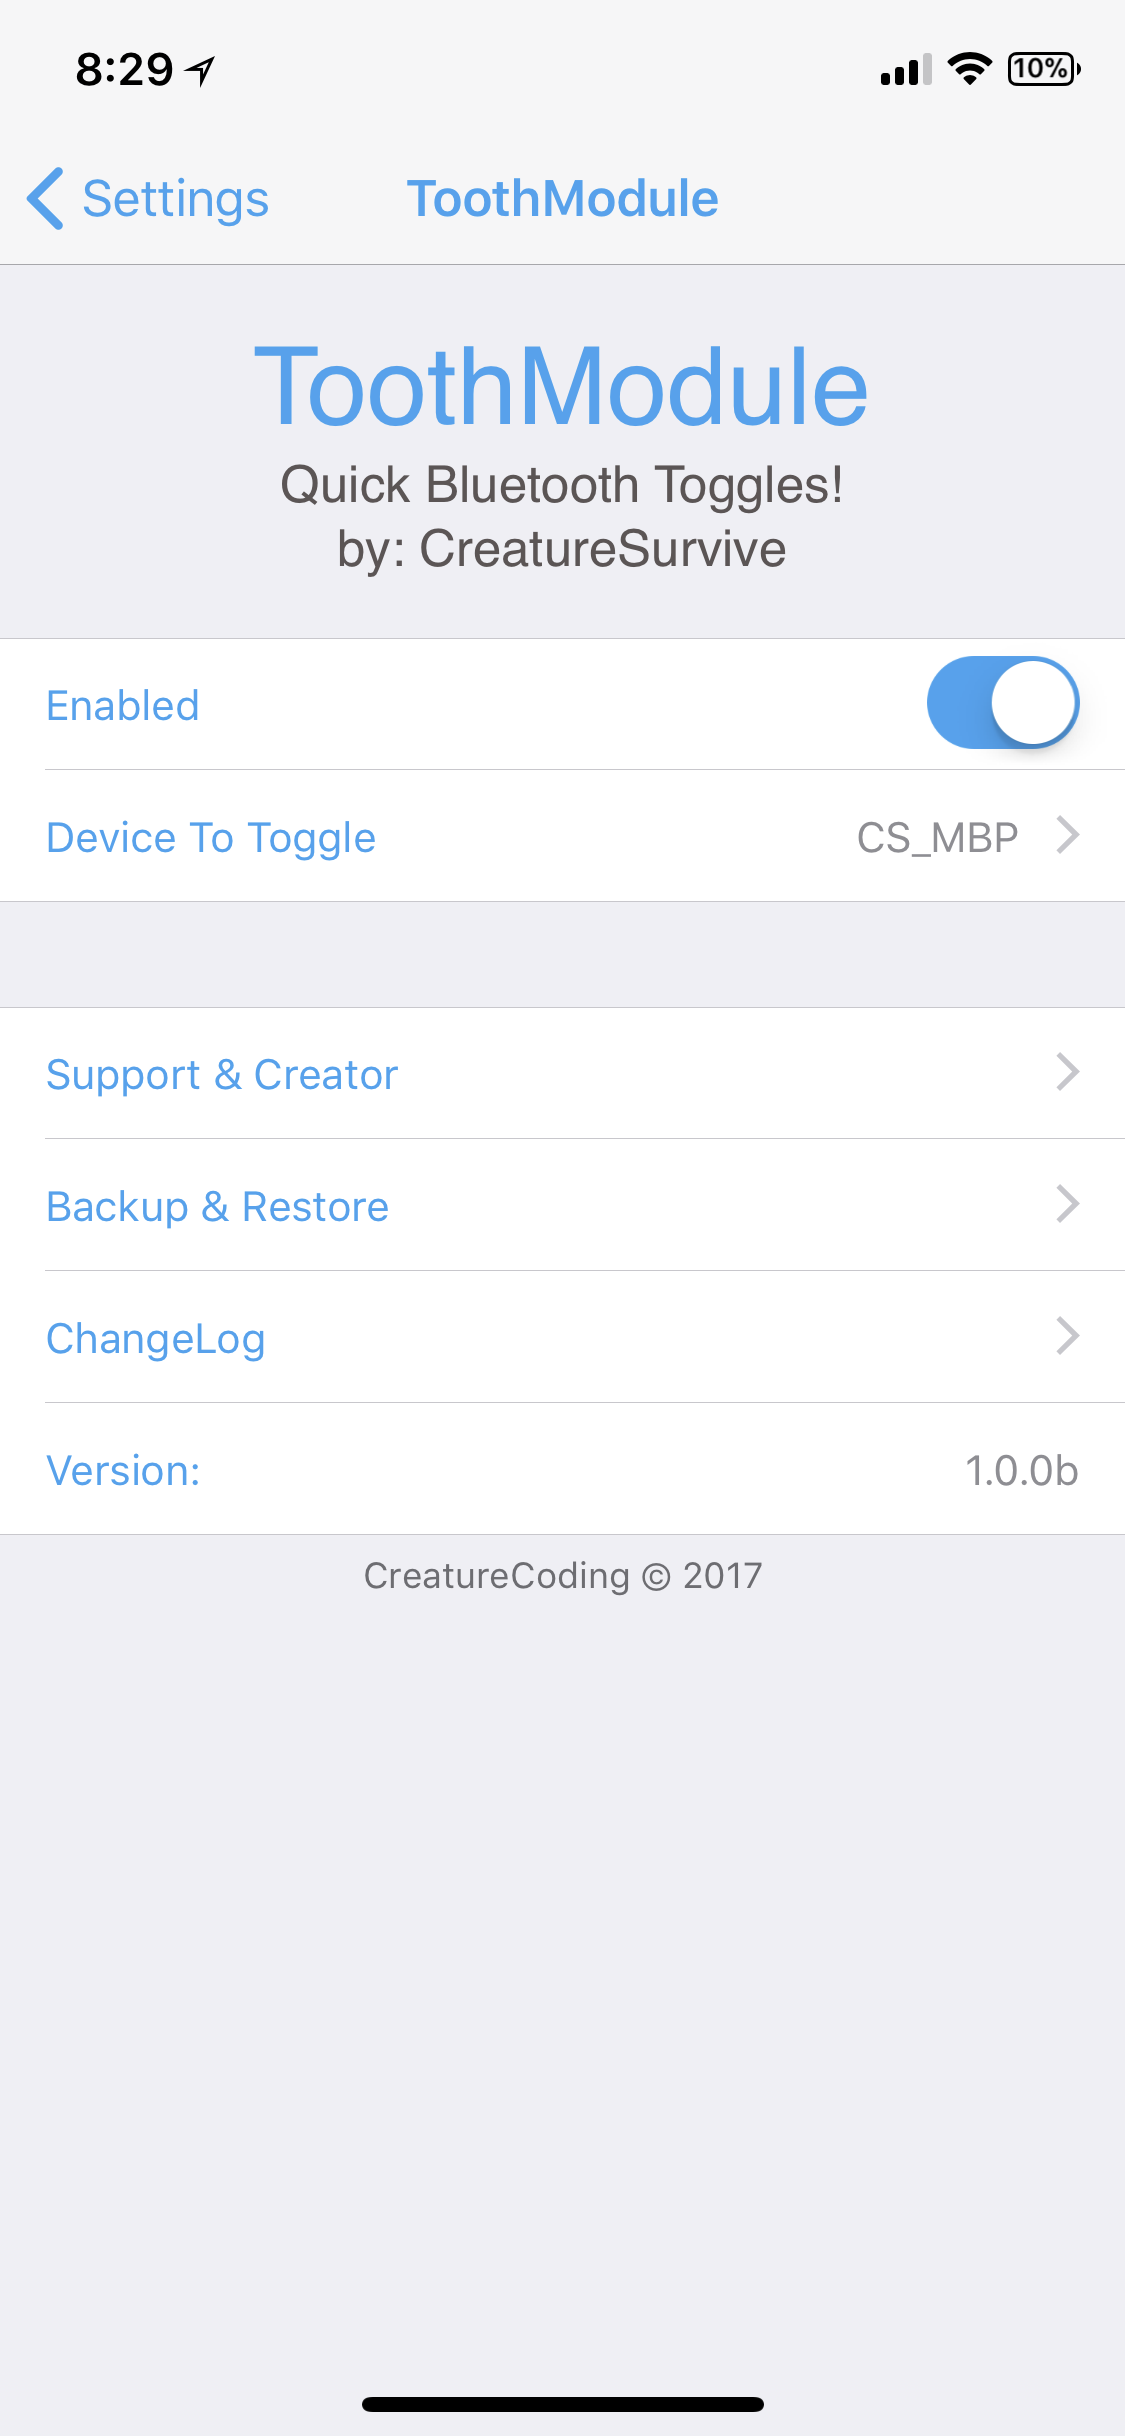 8:29
10%
Settings
ToothModule
ToothModule
Quick Bluetooth Toggles!
by: CreatureSurvive
Enabled
Device To Toggle CS_MBP
Support & Creator
Backup & Restore
ChangeLog
Version: 1.0.0b
CreatureCoding © 2017